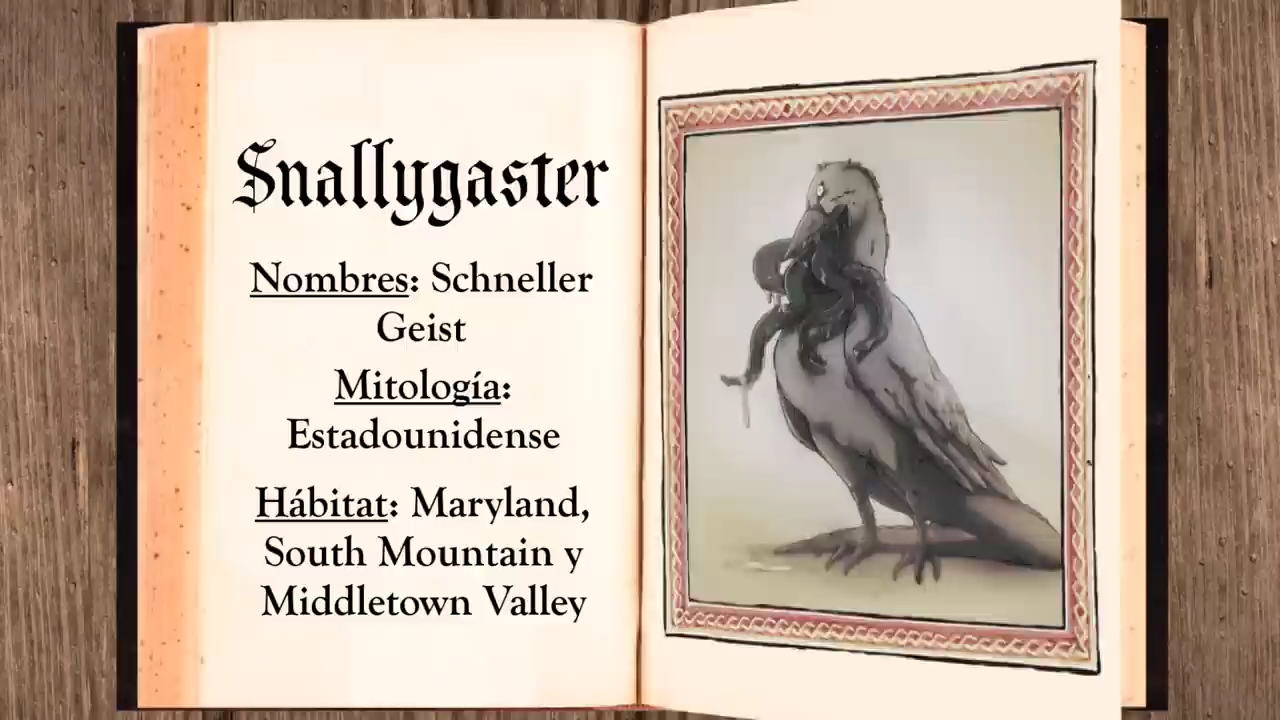 Snallygaster
Nombres: Schneller
Geist
Mitología:
Estadounidense
Hábitat: Maryland,
South Mountain y
Middletown Valley